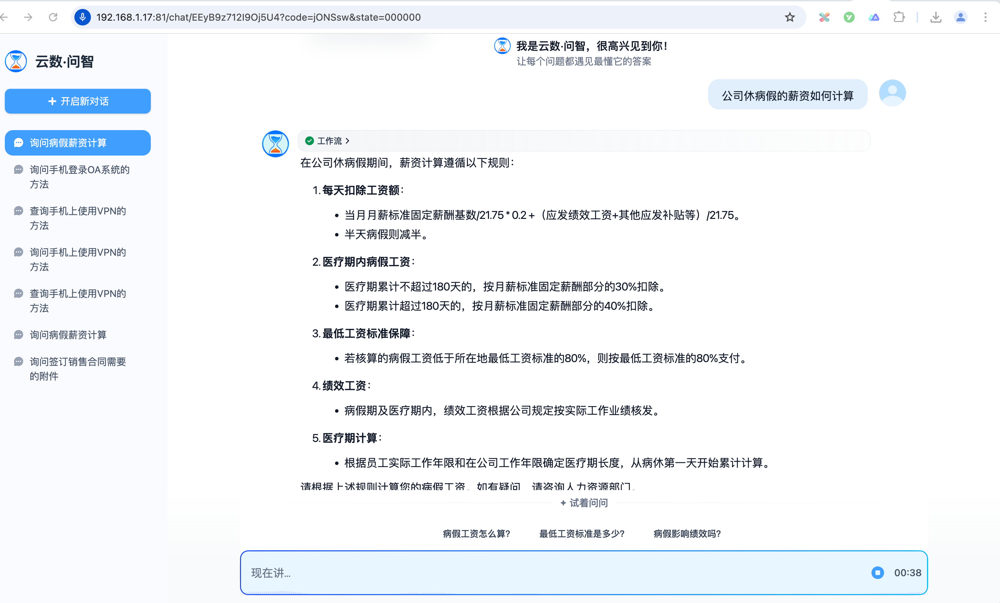 192.168.1.17:81/chat/EEyB9z712I9Oj5U4?code=jONSsw&state=000000
云数·问智
开启新对话
询问病假薪资计算
询问手机登录OA系统的
方法
查询手机上使用VPN的
方法
询问手机上使用VPN的
方法
查询手机上使用VPN的
方法
询问病假薪资计算
询问签订销售合同需要
的附件
我是云数·问智，很高兴见到你！
让每个问题都遇见最懂它的答案
公司休病假的薪资如何计算
工作流
在公司休病假期间，薪资计算遵循以下规则：
1. 每天扣除工资额：
• 当月月薪标准固定薪酬基数/21.75 * 0.2 +（应发绩效工资+其他应发补贴等）/21.75。
• 半天病假则减半。
2. 医疗期内病假工资：
• 医疗期累计不超过180天的，按月薪标准固定薪酬部分的30%扣除。
• 医疗期累计超过180天的，按月薪标准固定薪酬部分的40%扣除。
3. 最低工资标准保障：
• 若核算的病假工资低于所在地最低工资标准的80%，则按最低工资标准的80%支付。
4. 绩效工资：
• 病假期及医疗期内，绩效工资根据公司规定按实际工作业绩核发。
5. 医疗期计算：
• 根据员工实际工作年限和在公司工作年限确定医疗期长度，从病休第一天开始累计计算。
请根据上述规则计算您的病假工资。如有疑问，请咨询人力资源部门。
试着问问
病假工资怎么算?
最低工资标准是多少?
病假影响绩效吗?
现在讲...
00:38